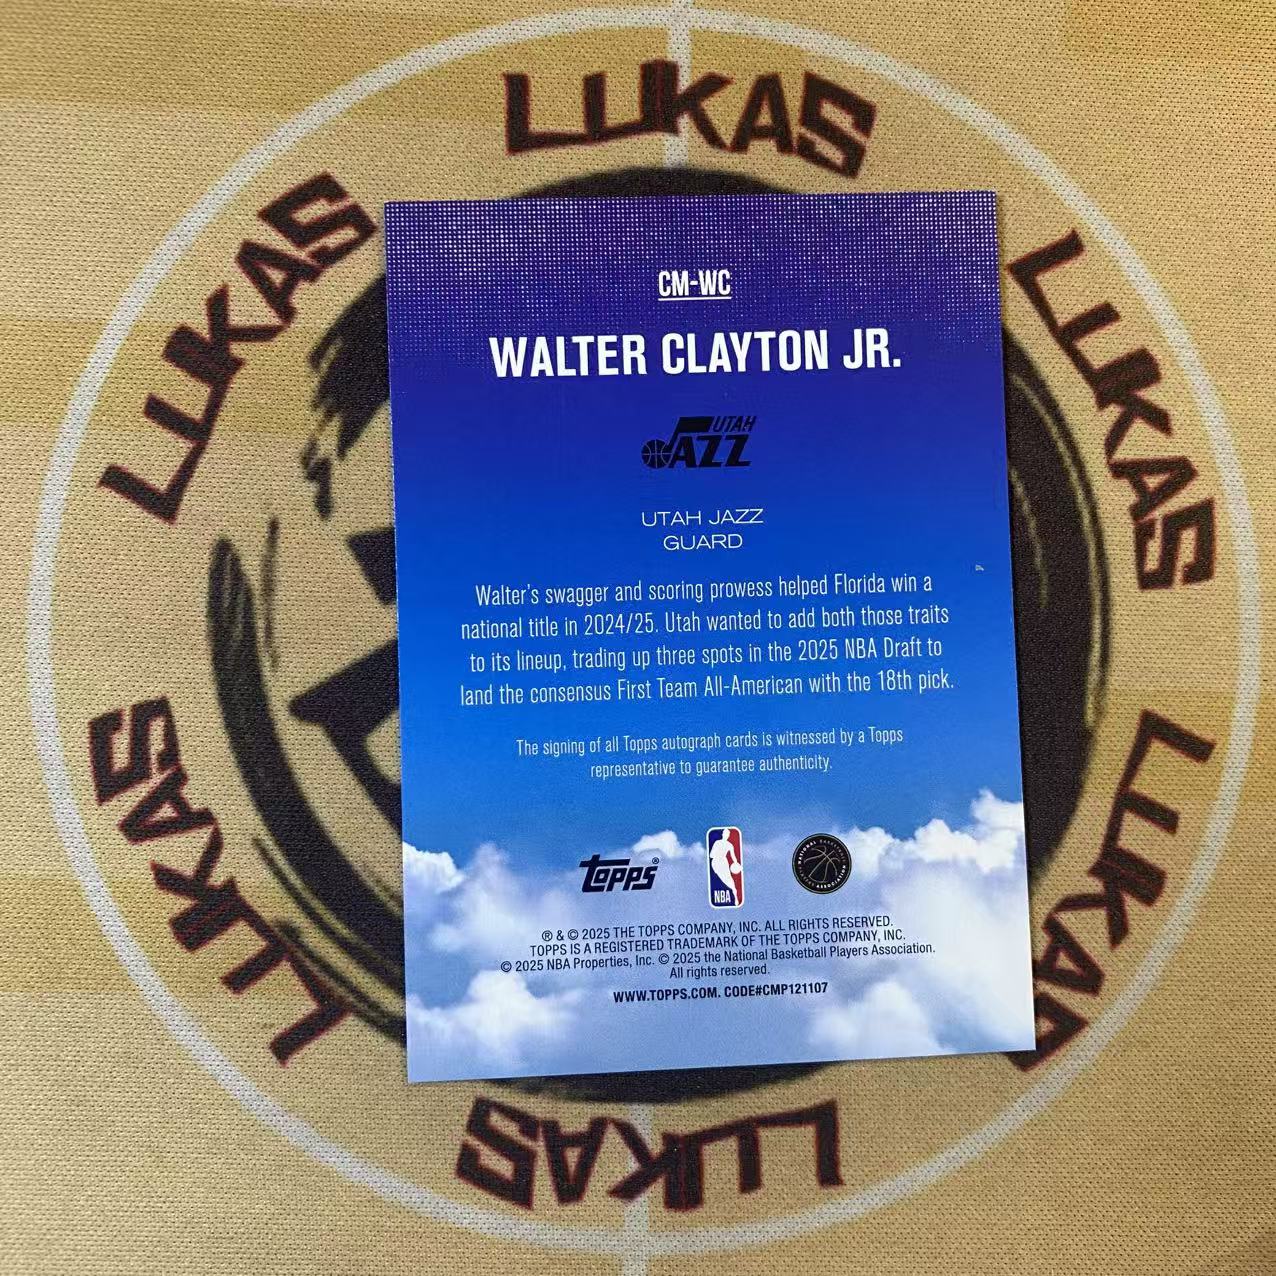 LUKAS
LUKAS
LUKAS
CM-WC
WALTER CLAYTON JR.
UTAH
JAZZ
UTAH JAZZ
GUARD
Walter's swagger and scoring prowess helped Florida win a
national title in 2024/25. Utah wanted to add both those traits
to its lineup, trading up three spots in the 2025 NBA Draft to
land the consensus First Team All-American with the 18th pick.
The signing of all Topps autograph cards is witnessed by a Topps
representative to guarantee authenticity.
topps®
NBA
® & © 2025 THE TOPPS COMPANY, INC. ALL RIGHTS RESERVED.
TOPPS IS A REGISTERED TRADEMARK OF THE TOPPS COMPANY, INC.
© 2025 NBA Properties, Inc. © 2025 the National Basketball Players Association.
All rights reserved.
WWW.TOPPS.COM. CODE#CMP121107
LUKAS
LUKAS
LUKAS